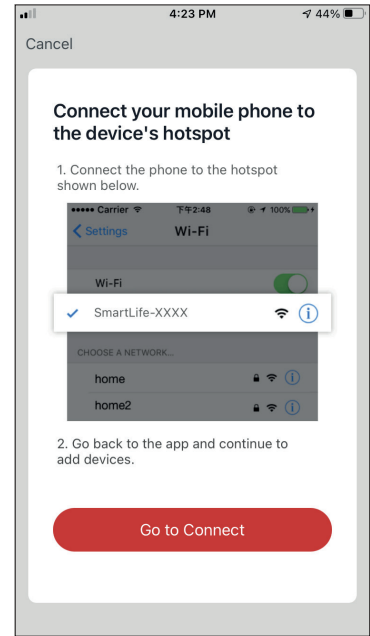 4:23 PM 44%
Cancel
Connect your mobile phone to
the device's hotspot
1. Connect the phone to the hotspot
shown below.
Carrier 下午2:48 100%
Settings Wi-Fi
Wi-Fi
SmartLife-XXXX
CHOOSE A NETWORK...
home
home2
2. Go back to the app and continue to
add devices.
Go to Connect